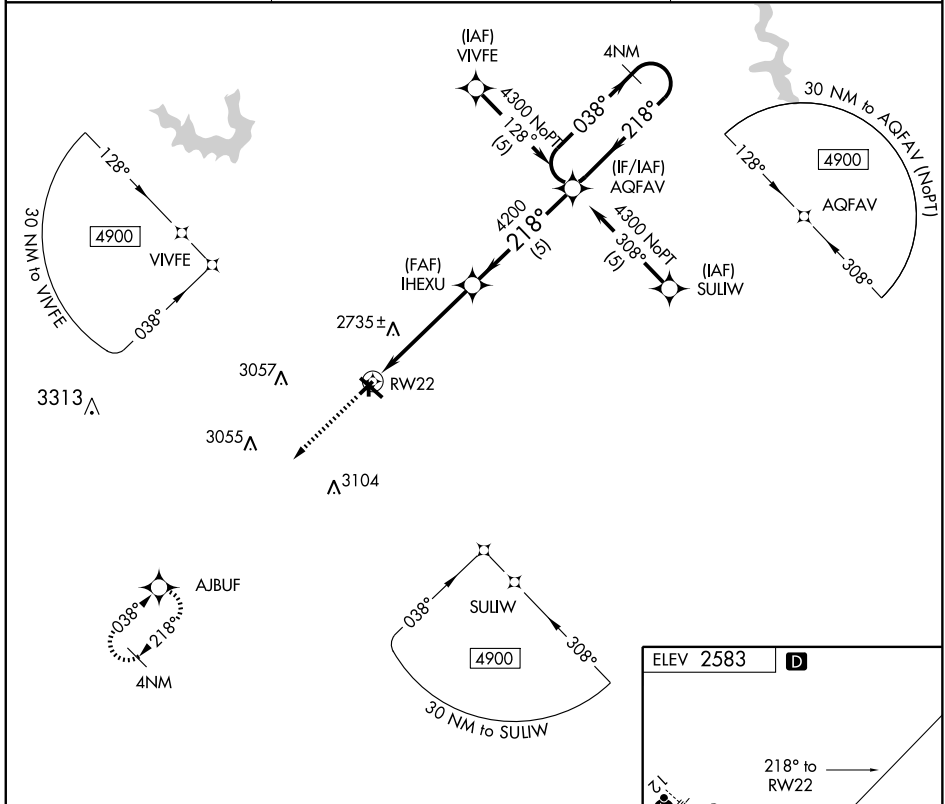 (IAF)
VIVFE
4NM
4300 NoPT
128°
(5)
038°
218°
30 NM to AQFAV (NoPT)
128°
4900
AQFAV
308°
(IF/IAF)
AQFAV
4200
218°
(5)
4300 NoPT
308°
(5)
(IAF)
SULIW
128°
4900
VIVFE
30 NM to VIVFE
038°
(FAF)
IHEXU
2735±
3057
RW22
3313
3055
3104
AJBUF
038°
218°
4NM
038°
SULIW
4900
308°
30 NM to SULIW
ELEV 2583 D
218° to
RW22
12